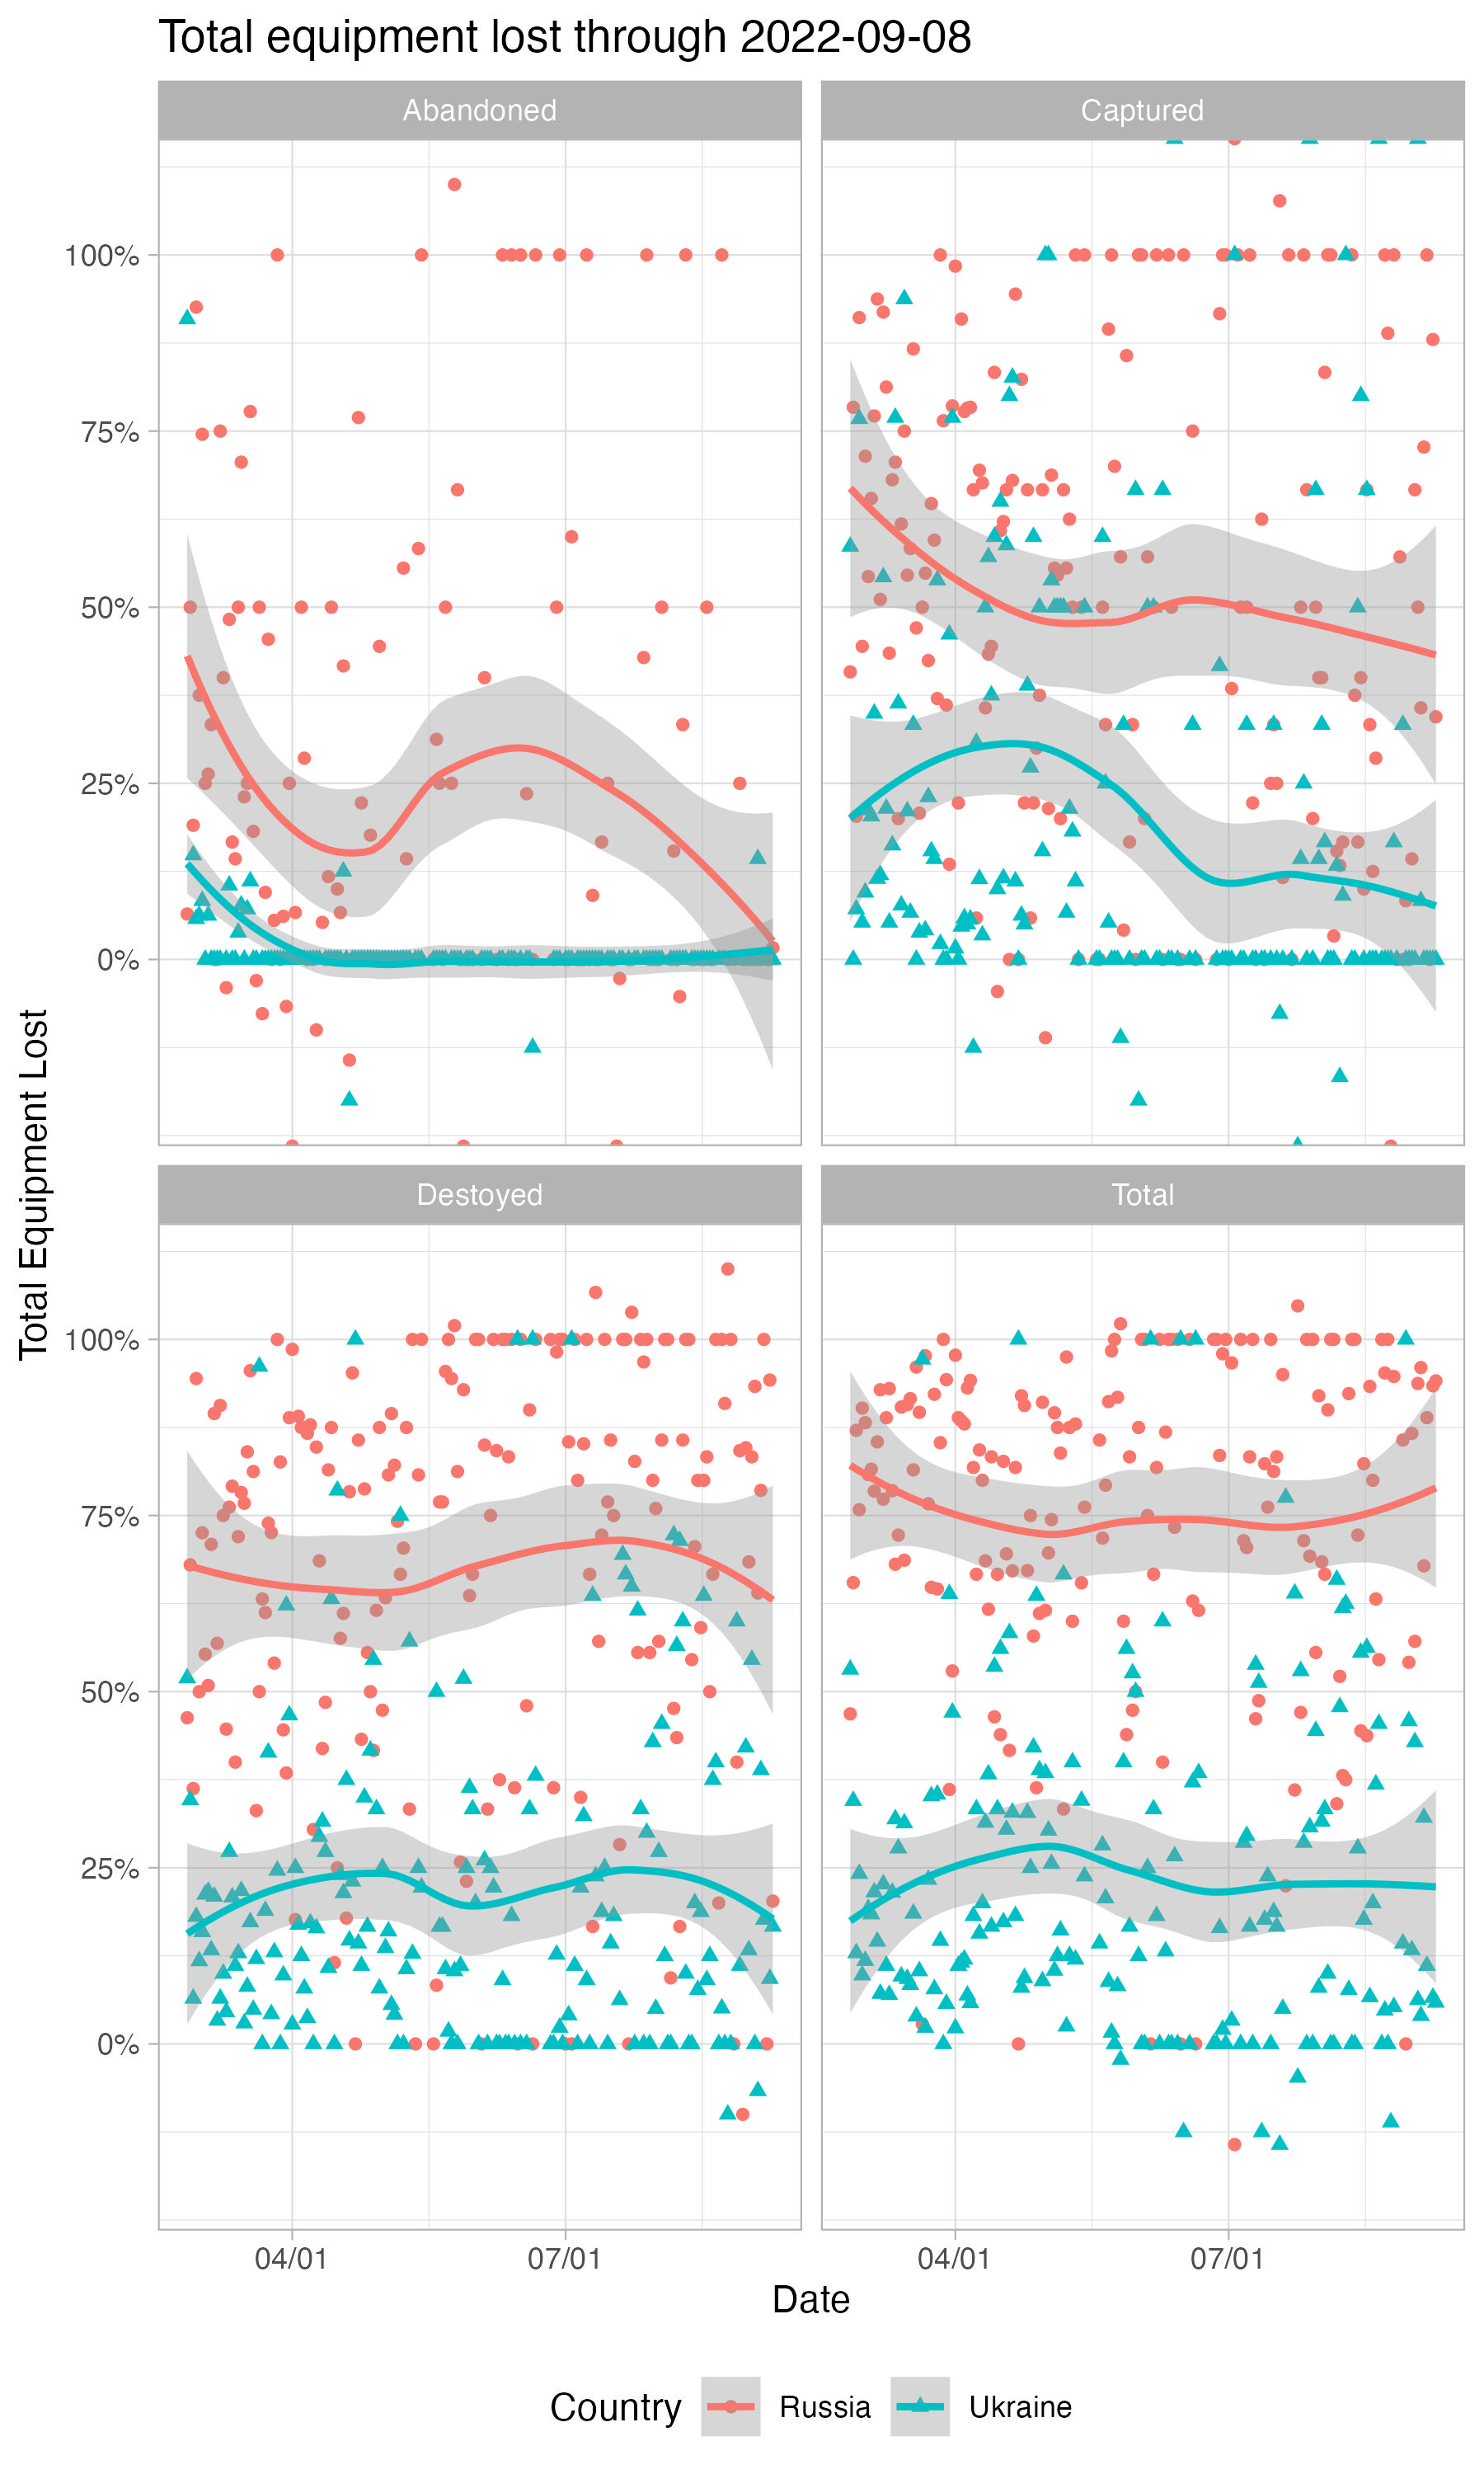 Total equipment lost through 2022-09-08
Abandoned
Captured
100%
75%
50%
25%
0%
Total Equipment Lost
Destoyed
Total
100%
75%
50%
25%
0%
04/01
07/01
04/01
07/01
Date
Country
Russia
Ukraine